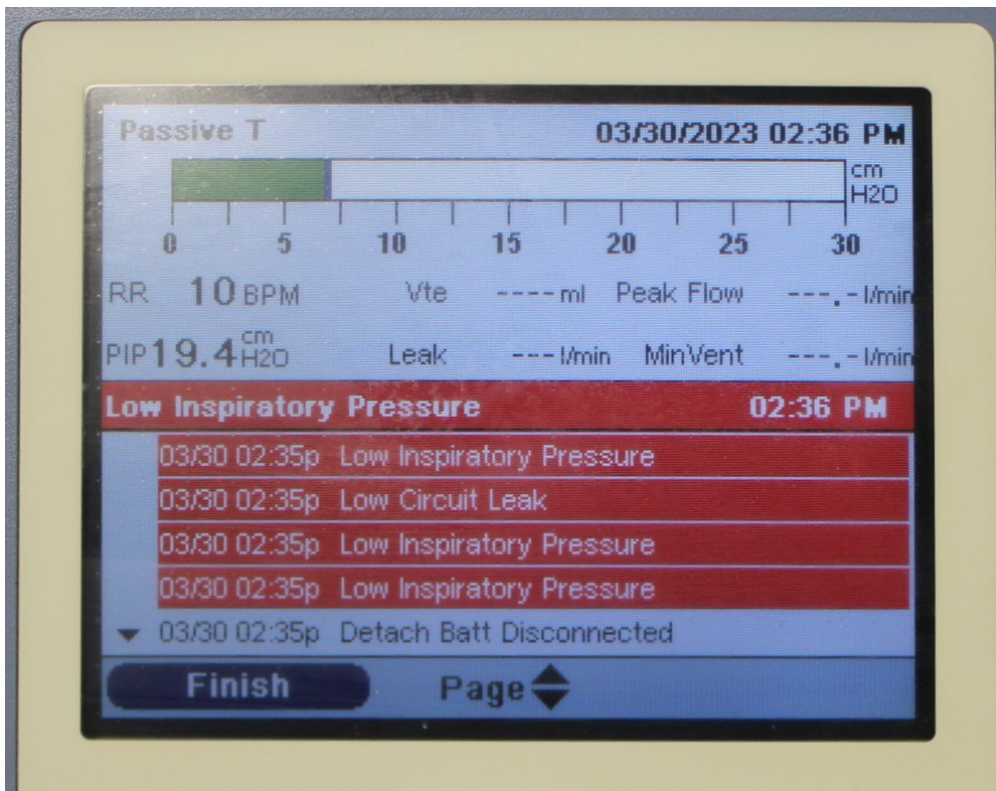 Passive T 03/30/2023 02:36 PM
cm
H2O
0 5 10 15 20 25 30
RR 10 BPM Vte ---- ml Peak Flow ---.- l/min
PIP 19.4 cm H2O Leak --- l/min MinVent ---.- l/min
Low Inspiratory Pressure 02:36 PM
03/30 02:35p Low Inspiratory Pressure
03/30 02:35p Low Circuit Leak
03/30 02:35p Low Inspiratory Pressure
03/30 02:35p Low Inspiratory Pressure
03/30 02:35p Detach Batt Disconnected
Finish Page